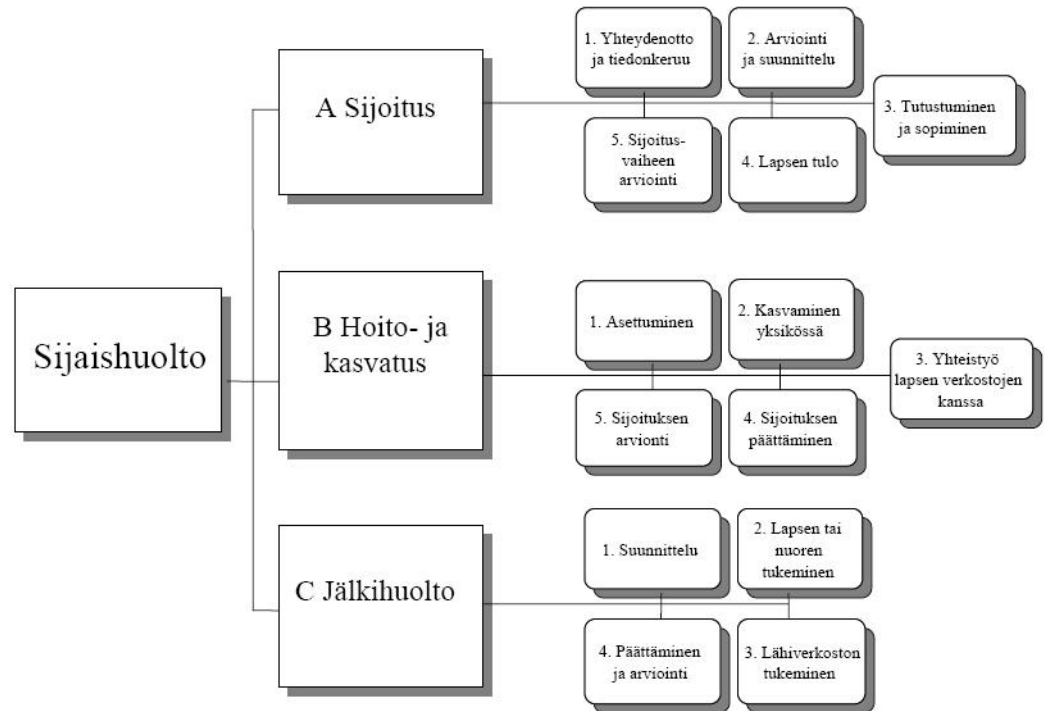 Sijaishuolto
A Sijoitus
1. Yhteydenotto
ja tiedonkeruu
2. Arviointi
ja suunnittelu
3. Tutustuminen
ja sopiminen
4. Lapsen tulo
5. Sijoitus-
vaiheen
arviointi
B Hoito- ja
kasvatus
1. Asettuminen
2. Kasvaminen
yksikössä
3. Yhteistyö
lapsen verkostojen
kanssa
4. Sijoituksen
päättäminen
5. Sijoituksen
arvionti
C Jälkihuolto
1. Suunnittelu
2. Lapsen tai
nuoren
tukeminen
3. Lähiverkoston
tukeminen
4. Päättäminen
ja arviointi